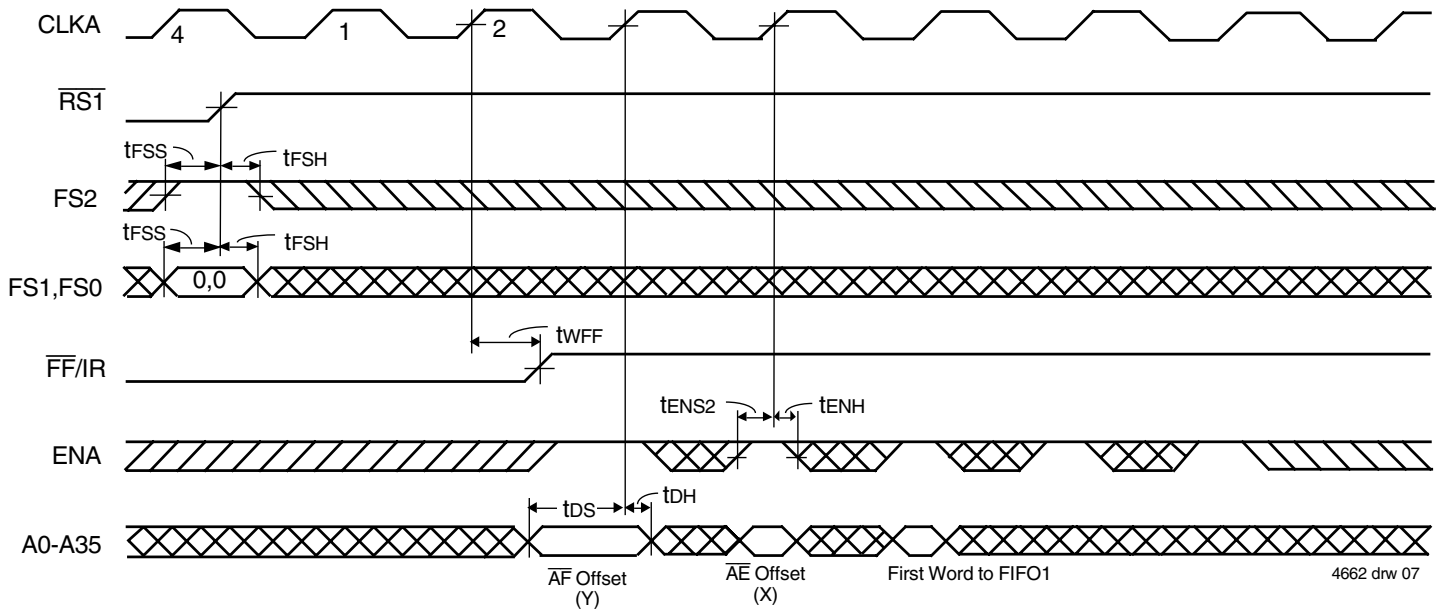 CLKA
4
1
2
RS1
tFSS
tFSH
FS2
tFSS
tFSH
FS1,FS0
0,0
tWFF
FF/IR
tENS2
tENH
ENA
tDS
tDH
A0-A35
AF Offset
(Y)
AE Offset
(X)
First Word to FIFO1
4662 drw 07